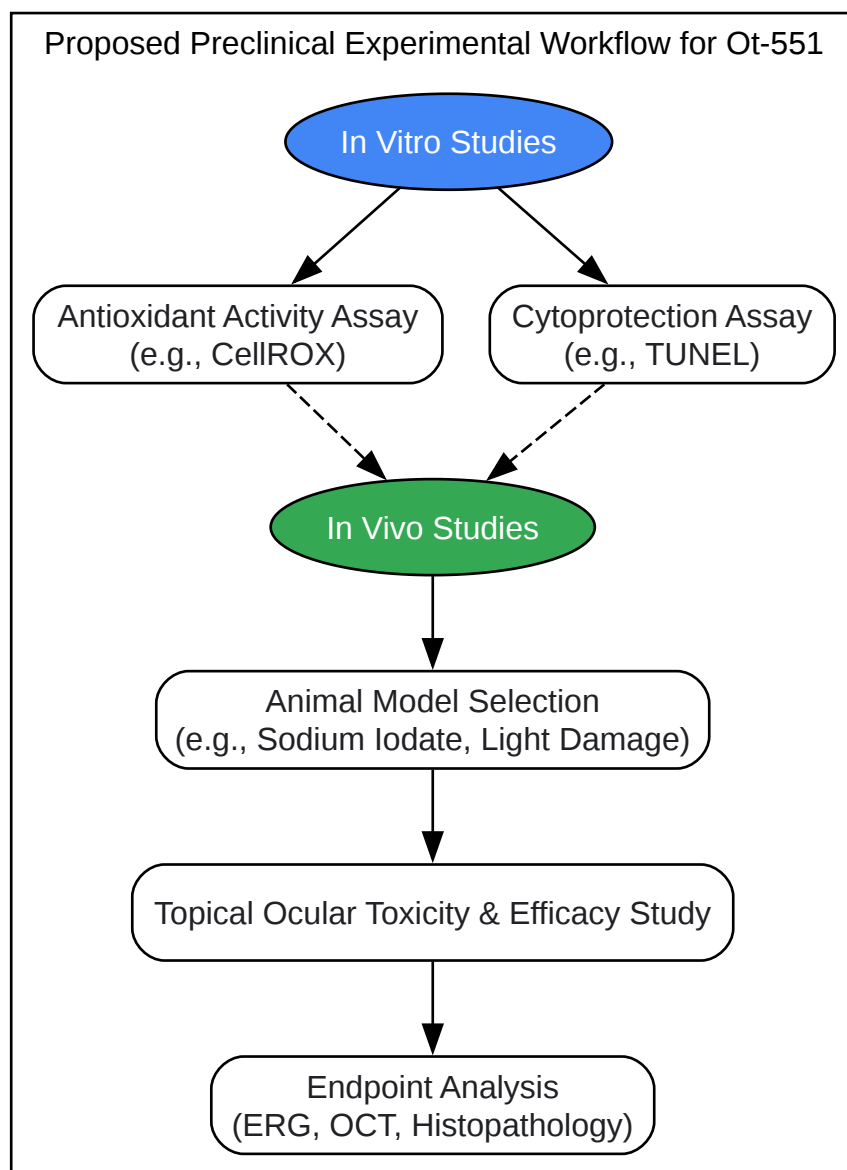 Proposed Preclinical Experimental Workflow for Ot-551
In Vitro Studies
Antioxidant Activity Assay
(e.g., CellROX)
Cytoprotection Assay
(e.g., TUNEL)
In Vivo Studies
Animal Model Selection
(e.g., Sodium Iodate, Light Damage)
Topical Ocular Toxicity & Efficacy Study
Endpoint Analysis
(ERG, OCT, Histopathology)